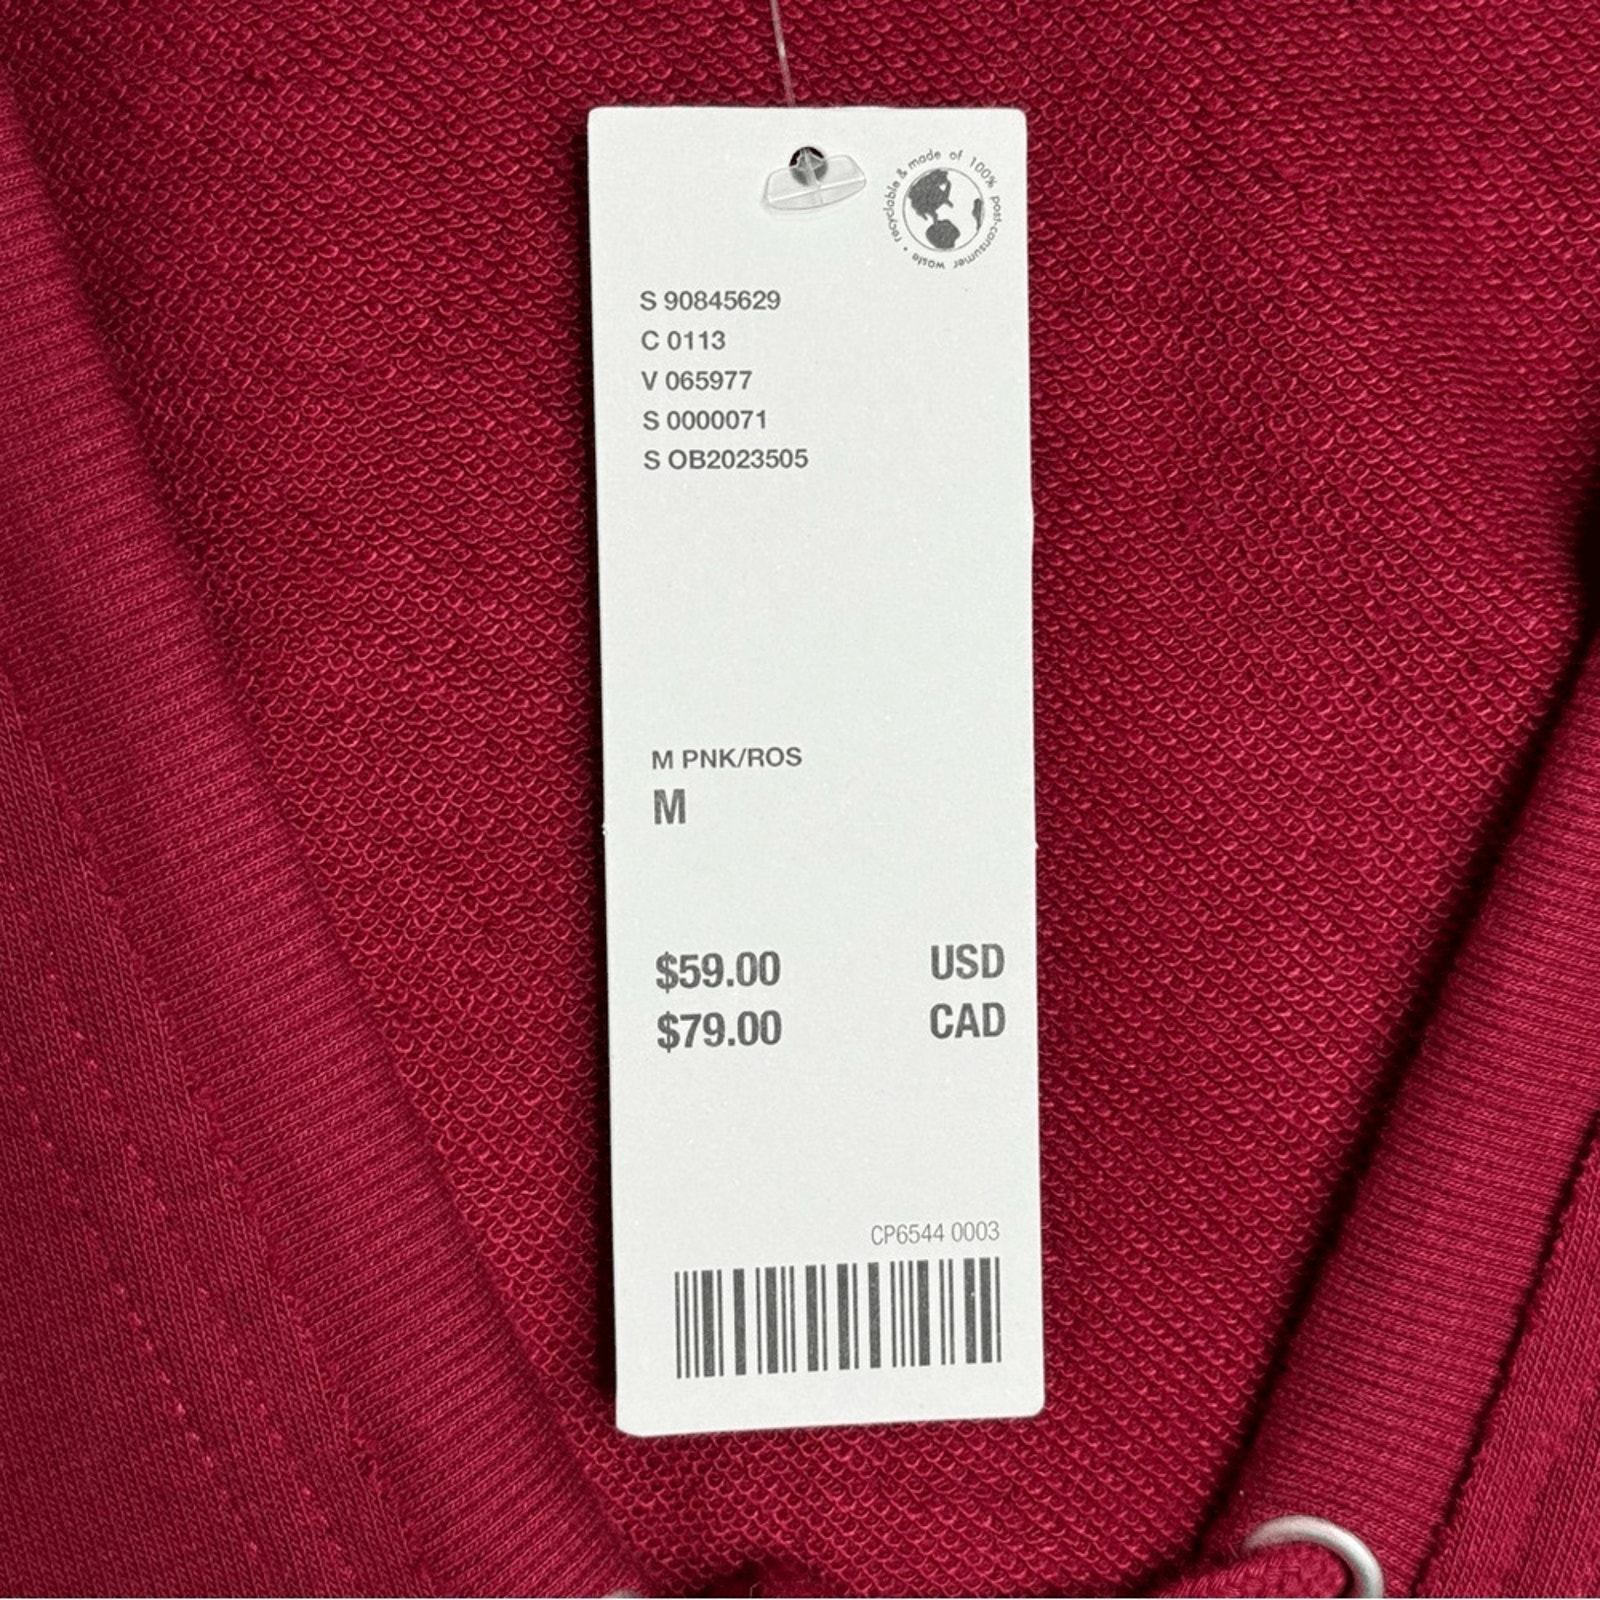 recyclable & made of 100% post-consumer waste •
S 90845629
C 0113
V 065977
S 0000071
S OB2023505
M PNK/ROS
M
$59.00 USD
$79.00 CAD
CP6544 0003